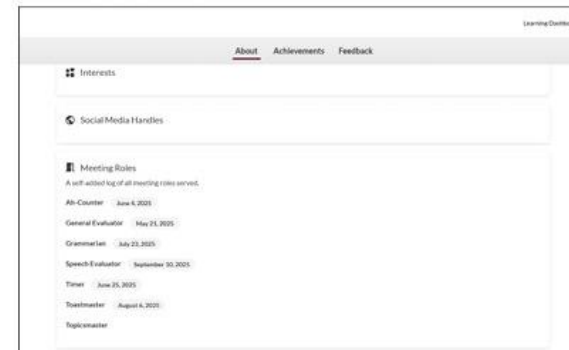 Learning Dashbo
About Achievements Feedback
Interests
Social Media Handles
Meeting Roles
A self-added log of all meeting roles served.
Ah-Counter June 4, 2025
General Evaluator May 21, 2025
Grammarian July 23, 2025
Speech Evaluator September 10, 2025
Timer June 25, 2025
Toastmaster August 6, 2025
Topicsmaster